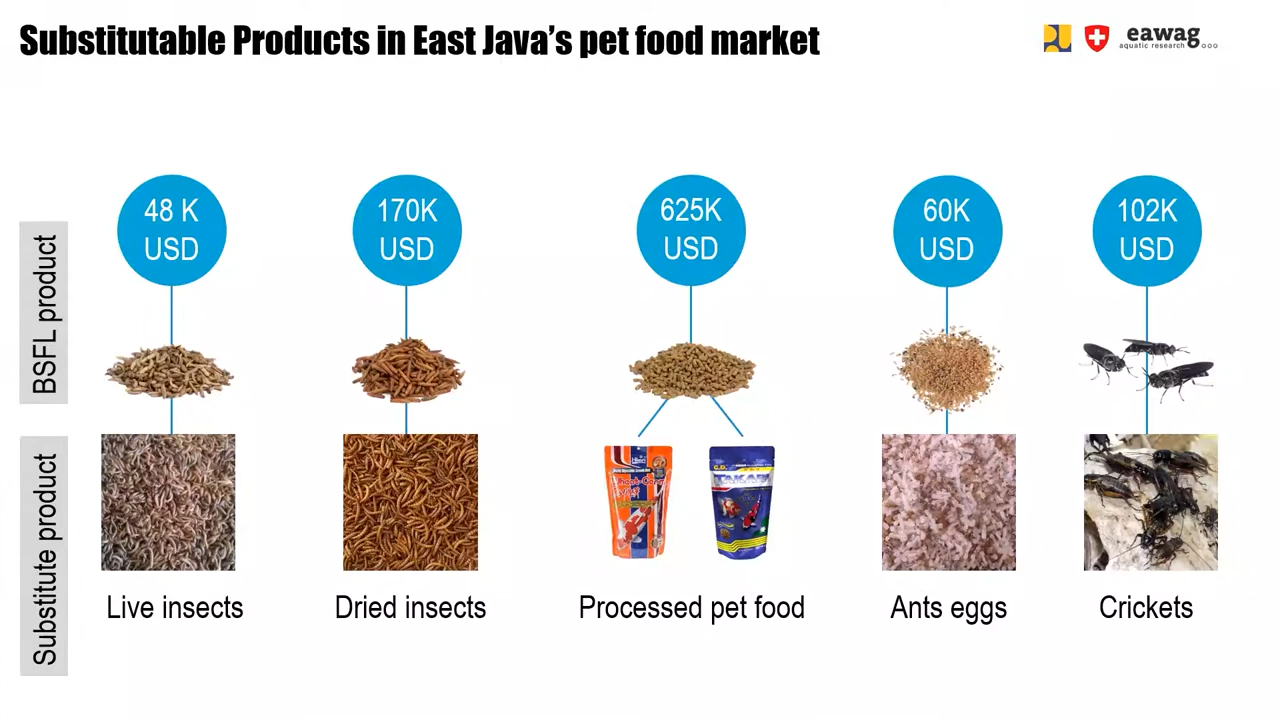 Substitutable Products in East Java's pet food market
eawag
aquatic research
48 K
USD
170K
USD
625K
USD
60K
USD
102K
USD
BSFL product
Substitute product
Live insects
Dried insects
Processed pet food
Ants eggs
Crickets